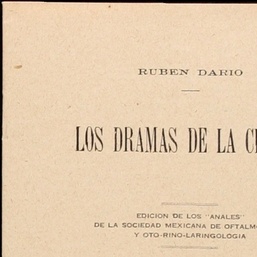 RUBEN DARIO
LOS DRAMAS DE LA
EDICION DE LOS "ANALES"
DE LA SOCIEDAD MEXICANA DE
Y OTO-RINO-LARINGOLOGIA